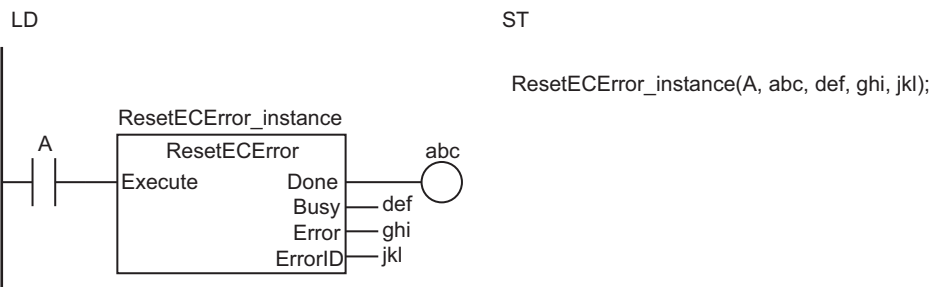 LD
ST
ResetECError_instance(A, abc, def, ghi, jkl);
ResetECError_instance
A
ResetECError
abc
Execute
Done
Busy
def
Error
ghi
ErrorID
jkl